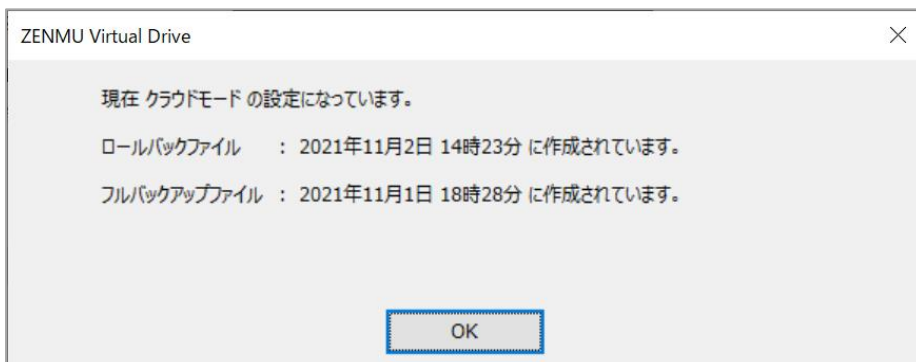 ZENMU Virtual Drive
現在 クラウドモード の設定になっています。
ロールバックファイル : 2021年11月2日 14時23分 に作成されています。
フルバックアップファイル : 2021年11月1日 18時28分 に作成されています。
OK